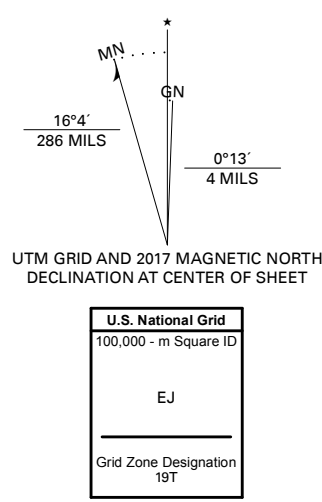 ★
MN
GN
16°4´
286 MILS
0°13´
4 MILS
UTM GRID AND 2017 MAGNETIC NORTH
DECLINATION AT CENTER OF SHEET
U.S. National Grid
100,000 - m Square ID
EJ
Grid Zone Designation
19T